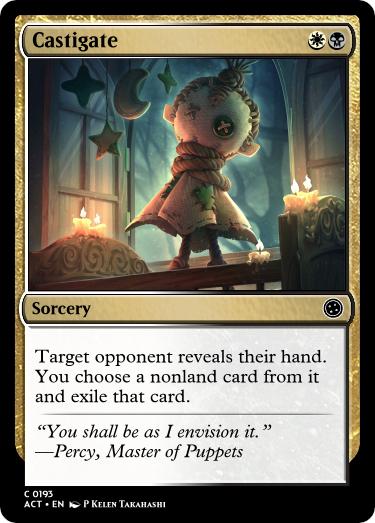 Castigate
Sorcery
Target opponent reveals their hand.
You choose a nonland card from it
and exile that card.
“You shall be as I envision it.”
—Percy, Master of Puppets
C 0193
ACT • EN P Kelen Takahashi